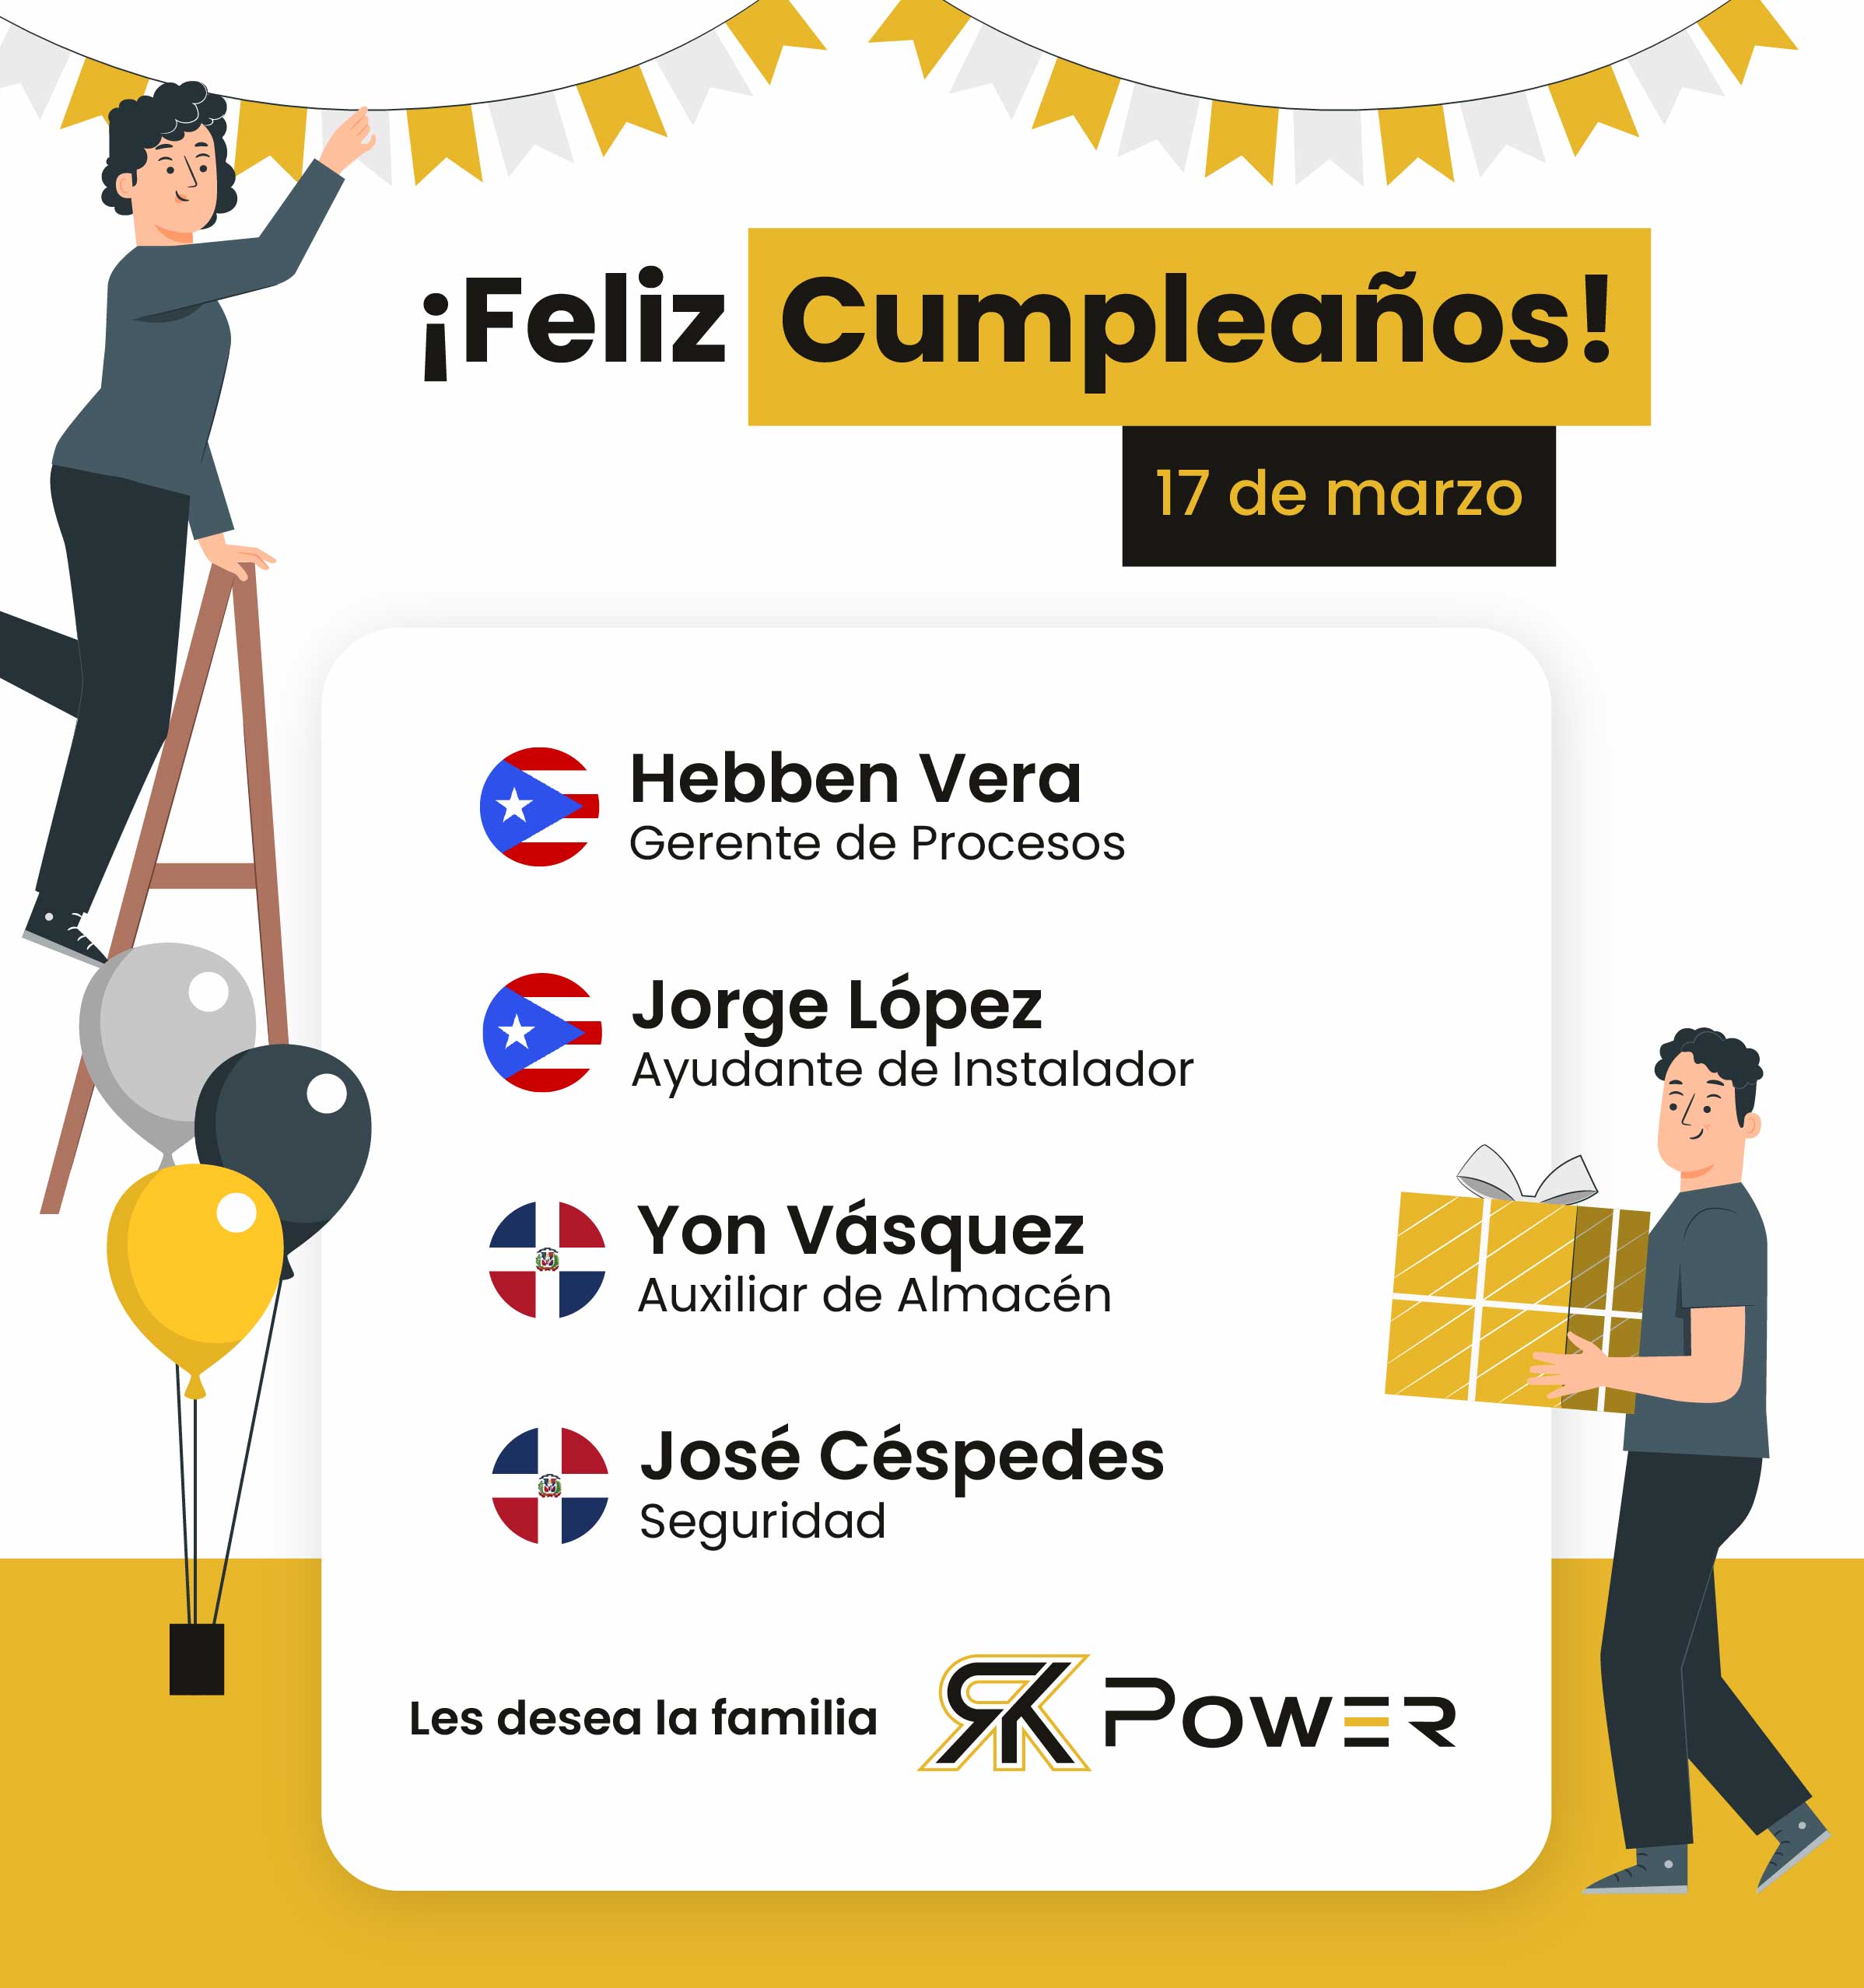 ¡Feliz Cumpleaños!
17 de marzo
Hebben Vera
Gerente de Procesos
Jorge López
Ayudante de Instalador
Yon Vásquez
Auxiliar de Almacén
José Céspedes
Seguridad
Les desea la familia RK POWER